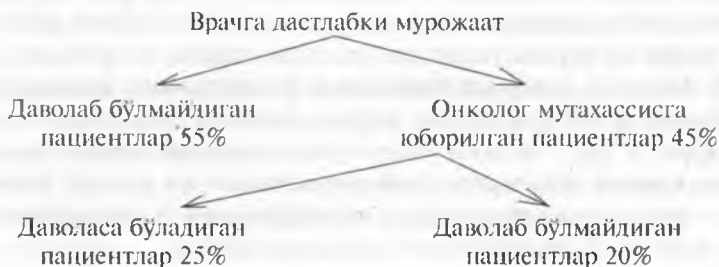 Врачга дастлабки мурожаат
Даволаб бўлмайдиган
пациентлар 55%
Онколог мутахассисга
юборилган пациентлар 45%
Даволаса бўладиган
пациентлар 25%
Даволаб бўлмайдиган
пациентлар 20%